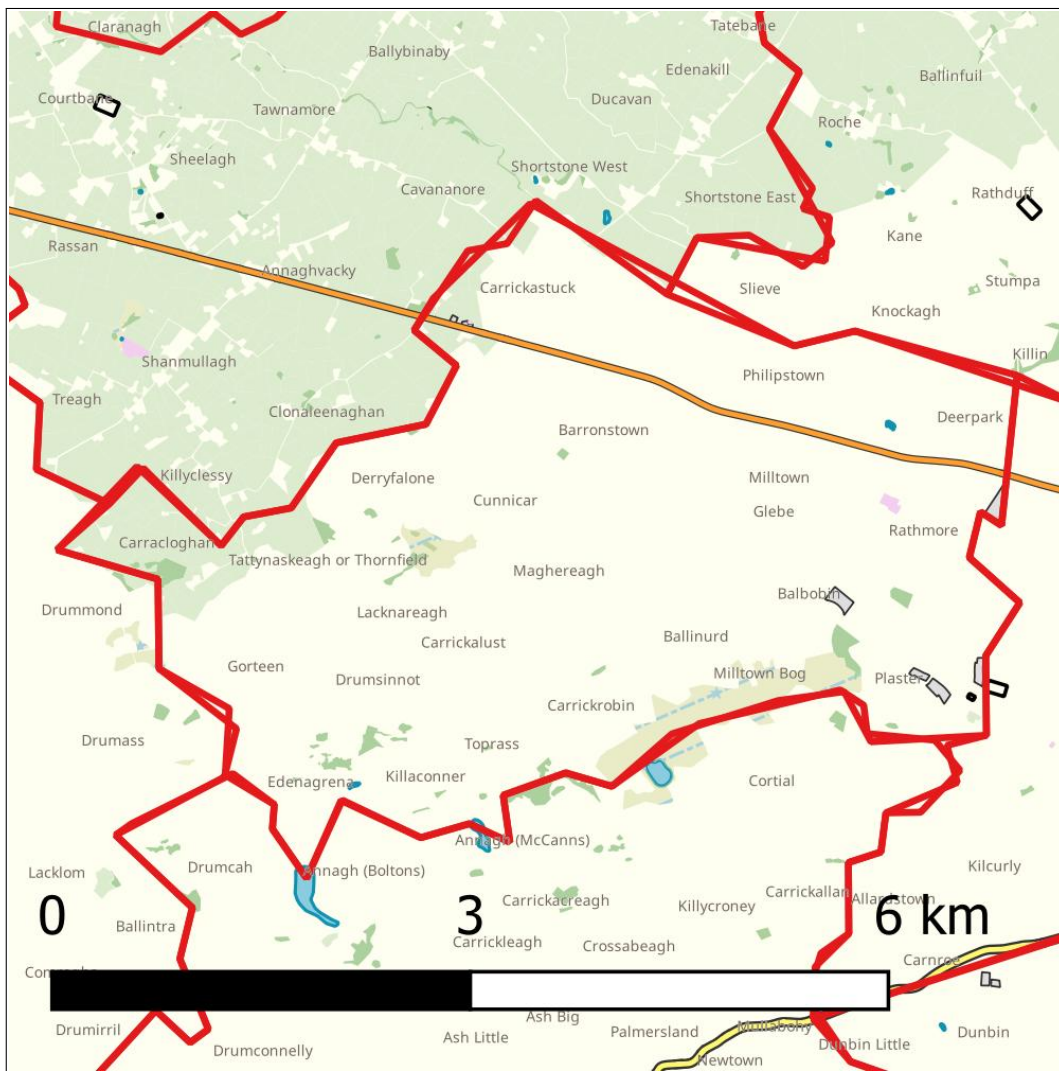 Claranagh
Tatebane
Ballybinaby
Edenakill
Ballinfuil
Courtbane
Tawnamore
Ducavan
Roche
Sheelagh
Shortstone West
Cavananore
Shortstone East
Rathduff
Rassan
Kane
Annaghvacky
Carrickastuck
Slieve
Stumpa
Knockagh
Shanmullagh
Killin
Philipstown
Treagh
Clonaleenaghan
Barronstown
Deerpark
Killyclessy
Derryfalone
Milltown
Cunnicar
Glebe
Rathmore
Carracloghan
Tattynaskeagh or Thornfield
Maghereagh
Drummond
Lacknareagh
Balbobin
Carrickalust
Ballinurd
Gorteen
Drumsinnot
Milltown Bog
Plaster
Carrickrobin
Drumass
Toprass
Edenagrena
Killaconner
Cortial
Annagh (McCanns)
Lacklom
Drumcah
Annagh (Boltons)
Kilcurly
Carrickallan
Allardstown
Carrickacreagh
Killycroney
0
3
6 km
Ballintra
Carrickleagh
Crossabeagh
Carnroe
Ash Big
Drumirril
Ash Little
Palmersland
Mullabohy
Dunbin
Drumconnelly
Dunbin Little
Newtown